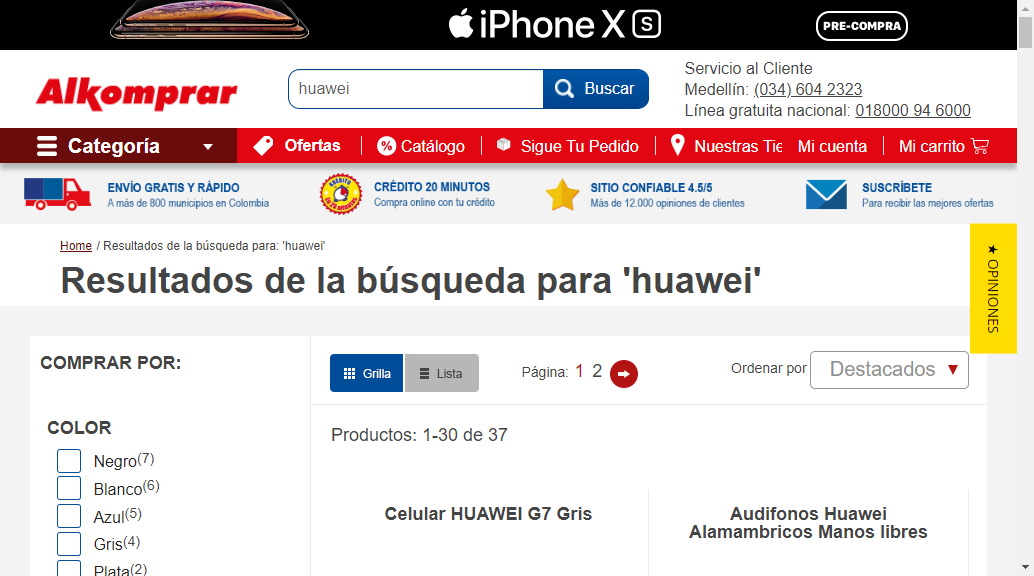 iPhone XS
PRE-COMPRA
Alkomprar
huawei
Buscar
Servicio al Cliente
Medellín: (034) 604 2323
Línea gratuita nacional: 018000 94 6000
Categoría
Ofertas
Catálogo
Sigue Tu Pedido
Nuestras Tie
Mi cuenta
Mi carrito
ENVÍO GRATIS Y RÁPIDO
A más de 800 municipios en Colombia
CRÉDITO 20 MINUTOS
Compra online con tu crédito
SITIO CONFIABLE 4.5/5
Más de 12.000 opiniones de clientes
SUSCRÍBETE
Para recibir las mejores ofertas
Home / Resultados de la búsqueda para: 'huawei'
Resultados de la búsqueda para 'huawei'
★ OPINIONES
COMPRAR POR:
Grilla
Lista
Página: 1 2
Ordenar por
Destacados
Productos: 1-30 de 37
COLOR
Negro(7)
Blanco(6)
Azul(5)
Gris(4)
Plata(2)
Celular HUAWEI G7 Gris
Audifonos Huawei
Alamambricos Manos libres